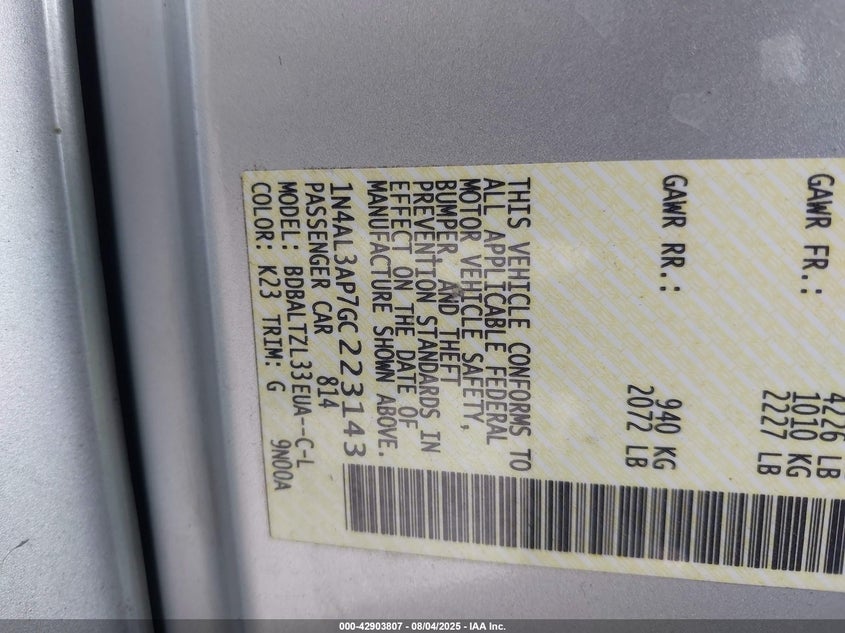 4226 LB
GAWR FR.: 1010 KG
2227 LB
GAWR RR.: 940 KG
2072 LB
THIS VEHICLE CONFORMS TO
ALL APPLICABLE FEDERAL
MOTOR VEHICLE SAFETY,
BUMPER, AND THEFT
PREVENTION STANDARDS IN
EFFECT ON THE DATE OF
MANUFACTURE SHOWN ABOVE.
1N4AL3AP7GC223143
PASSENGER CAR 814
MODEL: BDBALTZL33EUA--C-L
COLOR: K23 TRIM: G 9N00A
000-42903807 - 08/04/2025 - IAA Inc.